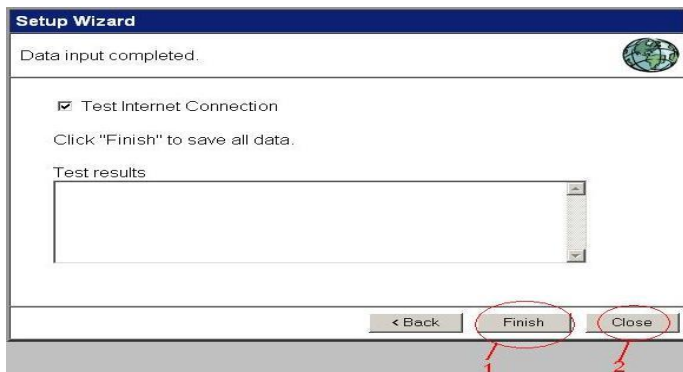 Setup Wizard
Data input completed.
Test Internet Connection
Click "Finish" to save all data.
Test results
< Back Finish Close
1 2